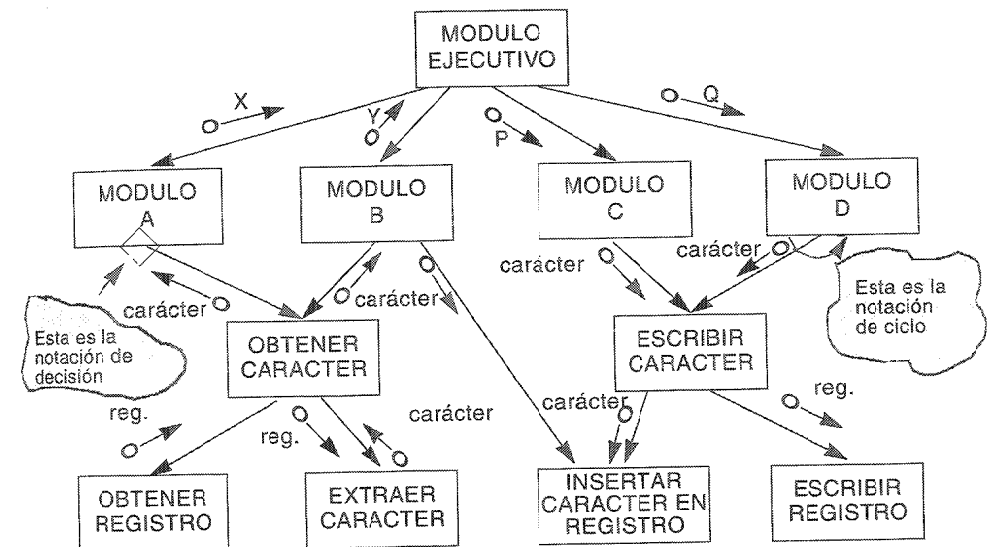 MODULO
EJECUTIVO
X
Y
P
Q
MODULO
A
MODULO
B
MODULO
C
MODULO
D
carácter
carácter
carácter
carácter
Esta es la
notación de
decisión
Esta es la
notación
de ciclo
OBTENER
CARACTER
ESCRIBIR
CARACTER
reg.
reg.
carácter
carácter
reg.
OBTENER
REGISTRO
EXTRAER
CARACTER
INSERTAR
CARACTER EN
REGISTRO
ESCRIBIR
REGISTRO